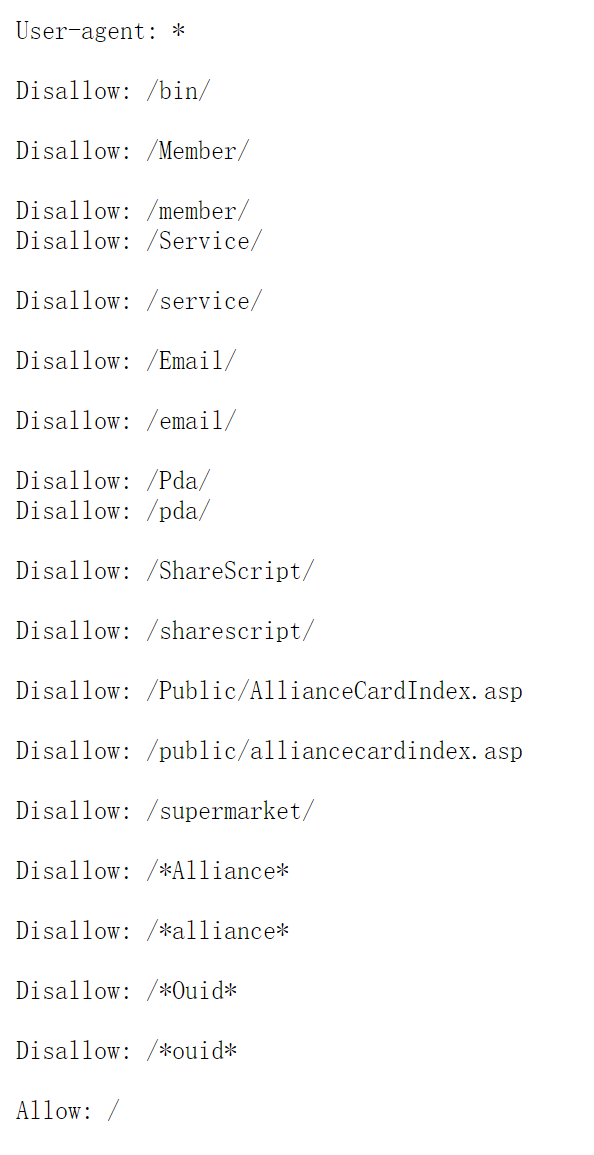 User-agent: *
Disallow: /bin/
Disallow: /Member/
Disallow: /member/
Disallow: /Service/
Disallow: /service/
Disallow: /Email/
Disallow: /email/
Disallow: /Pda/
Disallow: /pda/
Disallow: /ShareScript/
Disallow: /sharescript/
Disallow: /Public/AllianceCardIndex.asp
Disallow: /public/alliancecardindex.asp
Disallow: /supermarket/
Disallow: /*Alliance*
Disallow: /*alliance*
Disallow: /*Ouid*
Disallow: /*ouid*
Allow: /